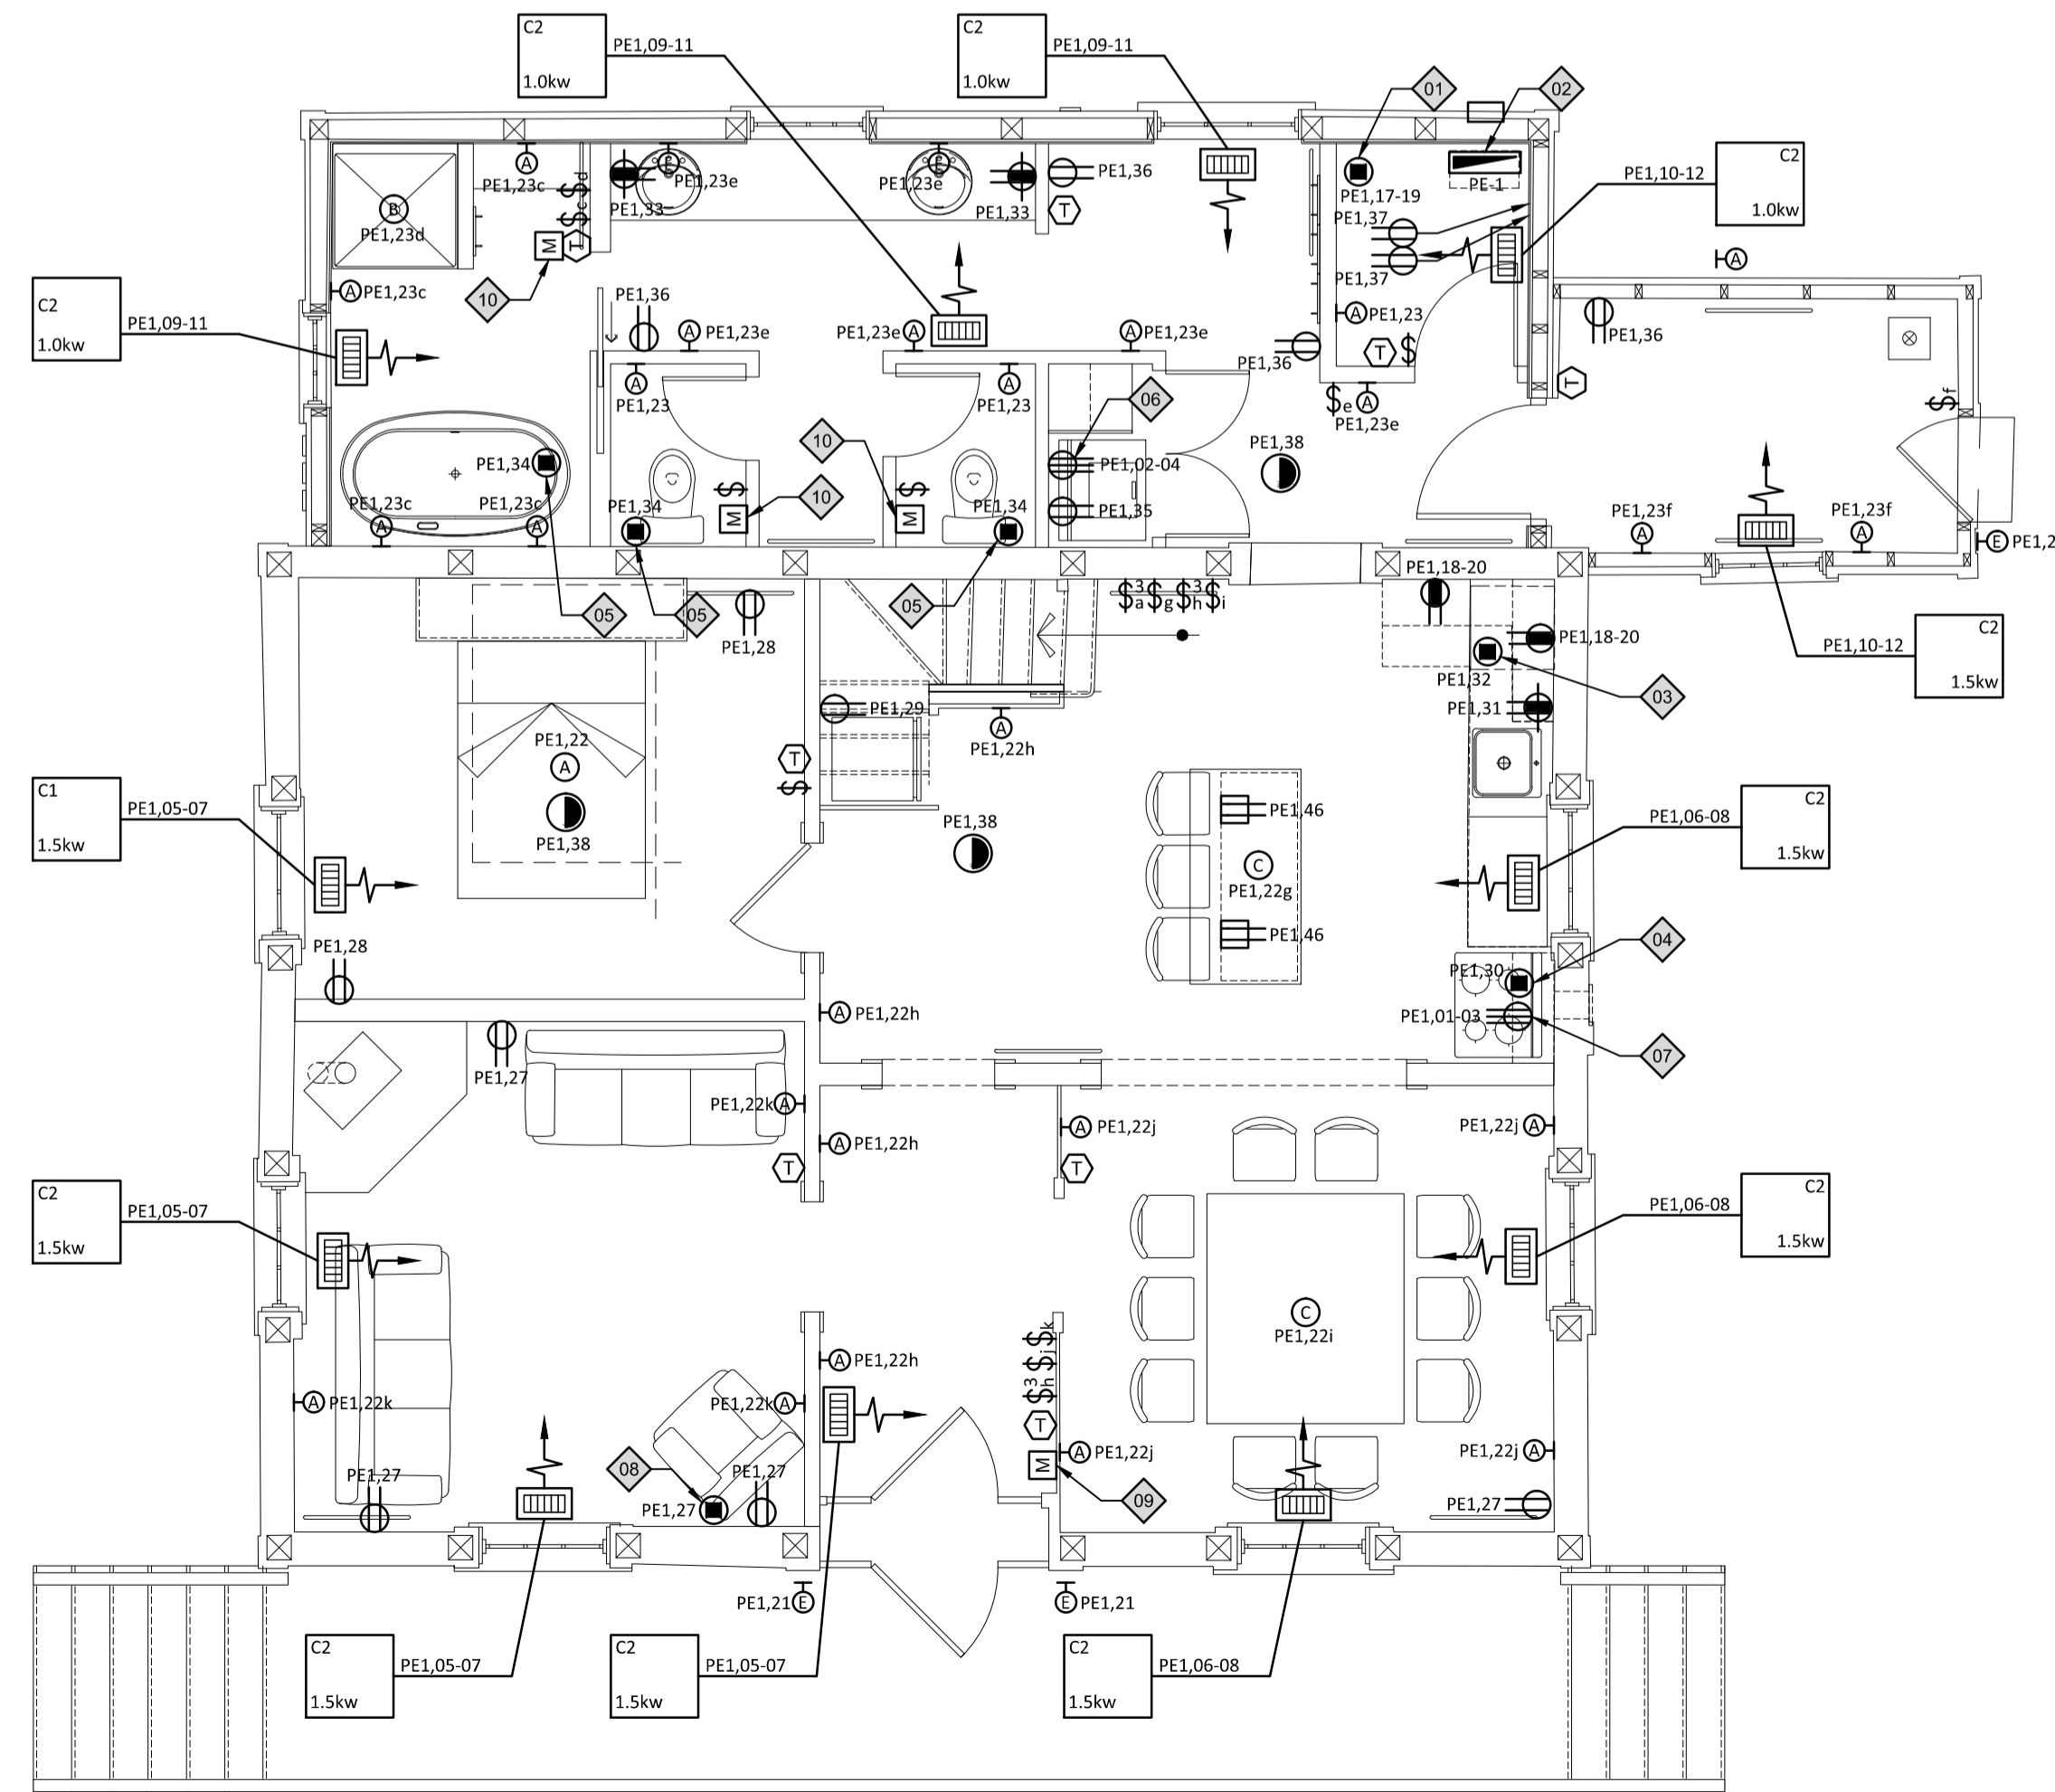 C2
PE1,09-11
1.0kw
C2
PE1,09-11
1.0kw
01
02
C2
PE1,10-12
1.0kw
A
PE1,23c
PE1,23e
PE1,33
PE1,23e
PE1,33
PE1,36
T
PE1,17-19
PE-1
PE1,37
PE1,37
B
PE1,23d
$c
$d
M
T
10
A
PE1,23c
PE1,36
A
PE1,23e
PE1,23e
A
A
PE1,23e
A
PE1,23
A
PE1,36
PE1,36
T
$
T
C2
PE1,09-11
1.0kw
A
PE1,23
A
PE1,23
06
$e
A
PE1,23e
$f
PE1,34
10
PE1,02-04
PE1,38
PE1,23c
PE1,23c
A
A
$
M
10
$
M
PE1,35
PE1,34
PE1,34
PE1,23f
A
PE1,23f
A
E
PE1,2
05
05
05
PE1,28
$3a
$g
$3h
$i
PE1,18-20
PE1,18-20
PE1,32
03
C2
PE1,10-12
1.5kw
PE1,29
PE1,31
A
PE1,22h
PE1,22
A
T
$
PE1,38
C1
PE1,05-07
1.5kw
PE1,38
PE1,46
C2
PE1,06-08
1.5kw
C
PE1,22g
PE1,46
PE1,28
04
PE1,30
A
PE1,22h
PE1,01-03
07
PE1,27
PE1,22k
A
A
PE1,22h
A
PE1,22j
PE1,22j
A
T
T
C2
PE1,05-07
1.5kw
C2
PE1,06-08
1.5kw
C
PE1,22i
$k
$j
$3h
A
PE1,22h
A
PE1,22k
PE1,22k
A
T
M
A
PE1,22j
PE1,22j
A
08
PE1,27
PE1,27
PE1,27
09
PE1,27
PE1,21
E
E
PE1,21
C2
PE1,05-07
1.5kw
C2
PE1,05-07
1.5kw
C2
PE1,06-08
1.5kw